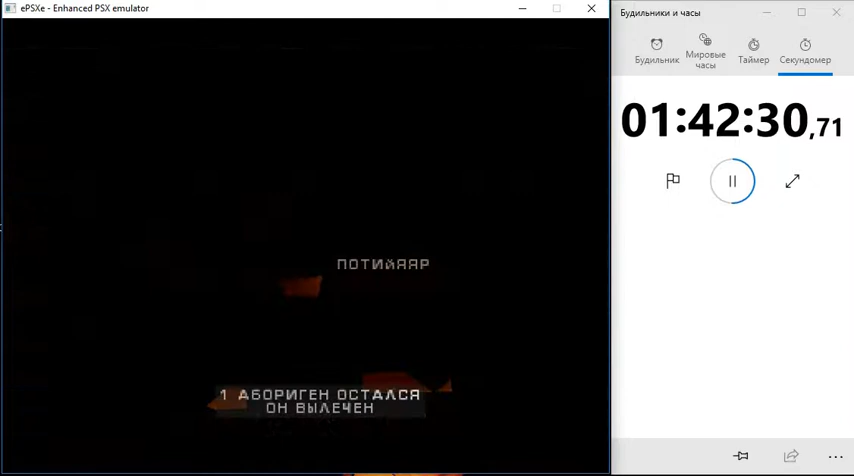 ePSXe - Enhanced PSX emulator
Будильники и часы
Будильник
Мировые часы
Таймер
Секундомер
01:42:30,71
ПОТИЙЯЯР
1 АБОРИГЕН ОСТАЛСЯ
ОН ВЫЛЕЧЕН